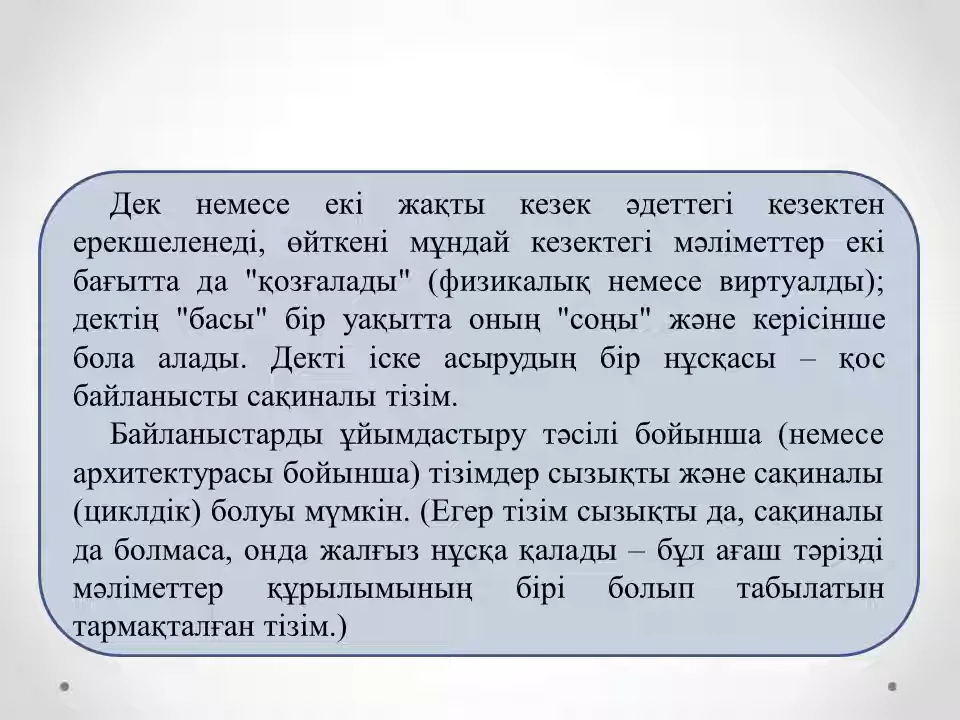 Дек немесе екі жақты кезек әдеттегі кезектен
ерекшеленеді, өйткені мұндай кезектегі мәліметтер екі
бағытта да "қозғалады" (физикалық немесе виртуалды);
дектің "басы" бір уақытта оның "соңы" және керісінше
бола алады. Декті іске асырудың бір нұсқасы – қос
байланысты сақиналы тізім.
Байланыстарды ұйымдастыру тәсілі бойынша (немесе
архитектурасы бойынша) тізімдер сызықты және сақиналы
(циклдік) болуы мүмкін. (Егер тізім сызықты да, сақиналы
да болмаса, онда жалғыз нұсқа қалады – бұл ағаш тәрізді
мәліметтер құрылымының бірі болып табылатын
тармақталған тізім.)